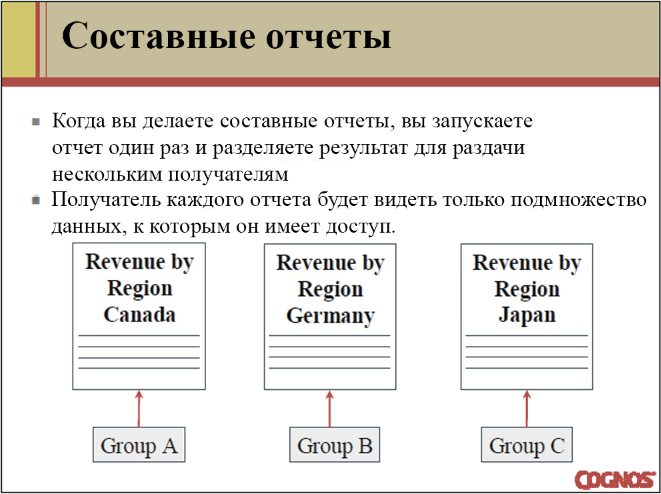 Составные отчеты
Когда вы делаете составные отчеты, вы запускаете
отчет один раз и разделяете результат для раздачи
нескольким получателям
Получатель каждого отчета будет видеть только подмножество
данных, к которым он имеет доступ.
Revenue by
Region
Canada
Revenue by
Region
Germany
Revenue by
Region
Japan
Group A
Group B
Group C
COGNOS